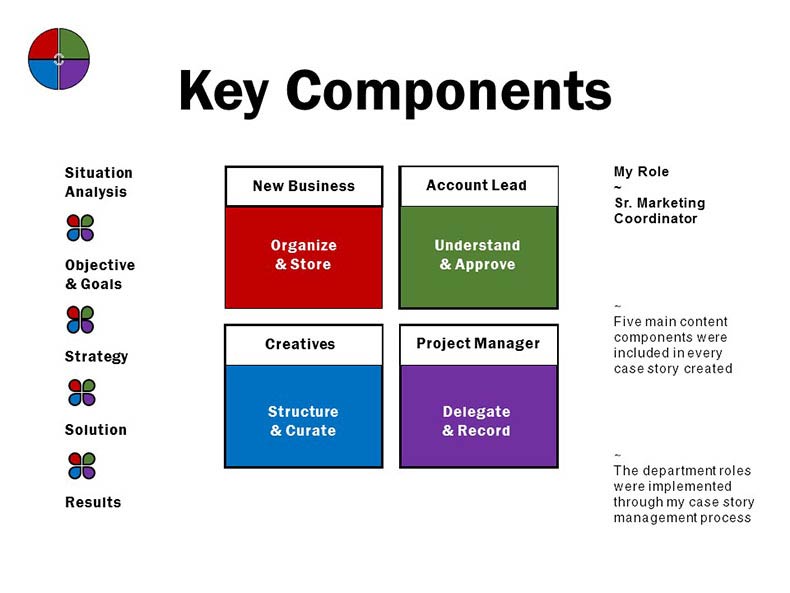 Key Components
Situation
Analysis
Objective
& Goals
Strategy
Solution
Results
New Business
Organize
& Store
Account Lead
Understand
& Approve
Creatives
Structure
& Curate
Project Manager
Delegate
& Record
My Role
~
Sr. Marketing
Coordinator
~
Five main content
components were
included in every
case story created
~
The department roles
were implemented
through my case story
management process